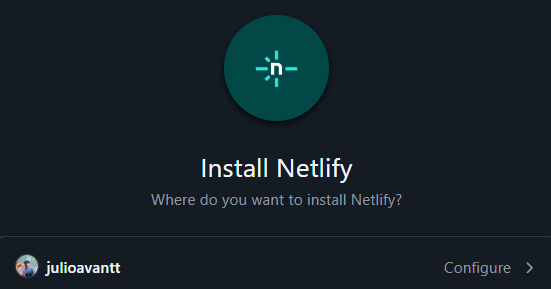 n
Install Netlify
Where do you want to install Netlify?
julioavantt Configure